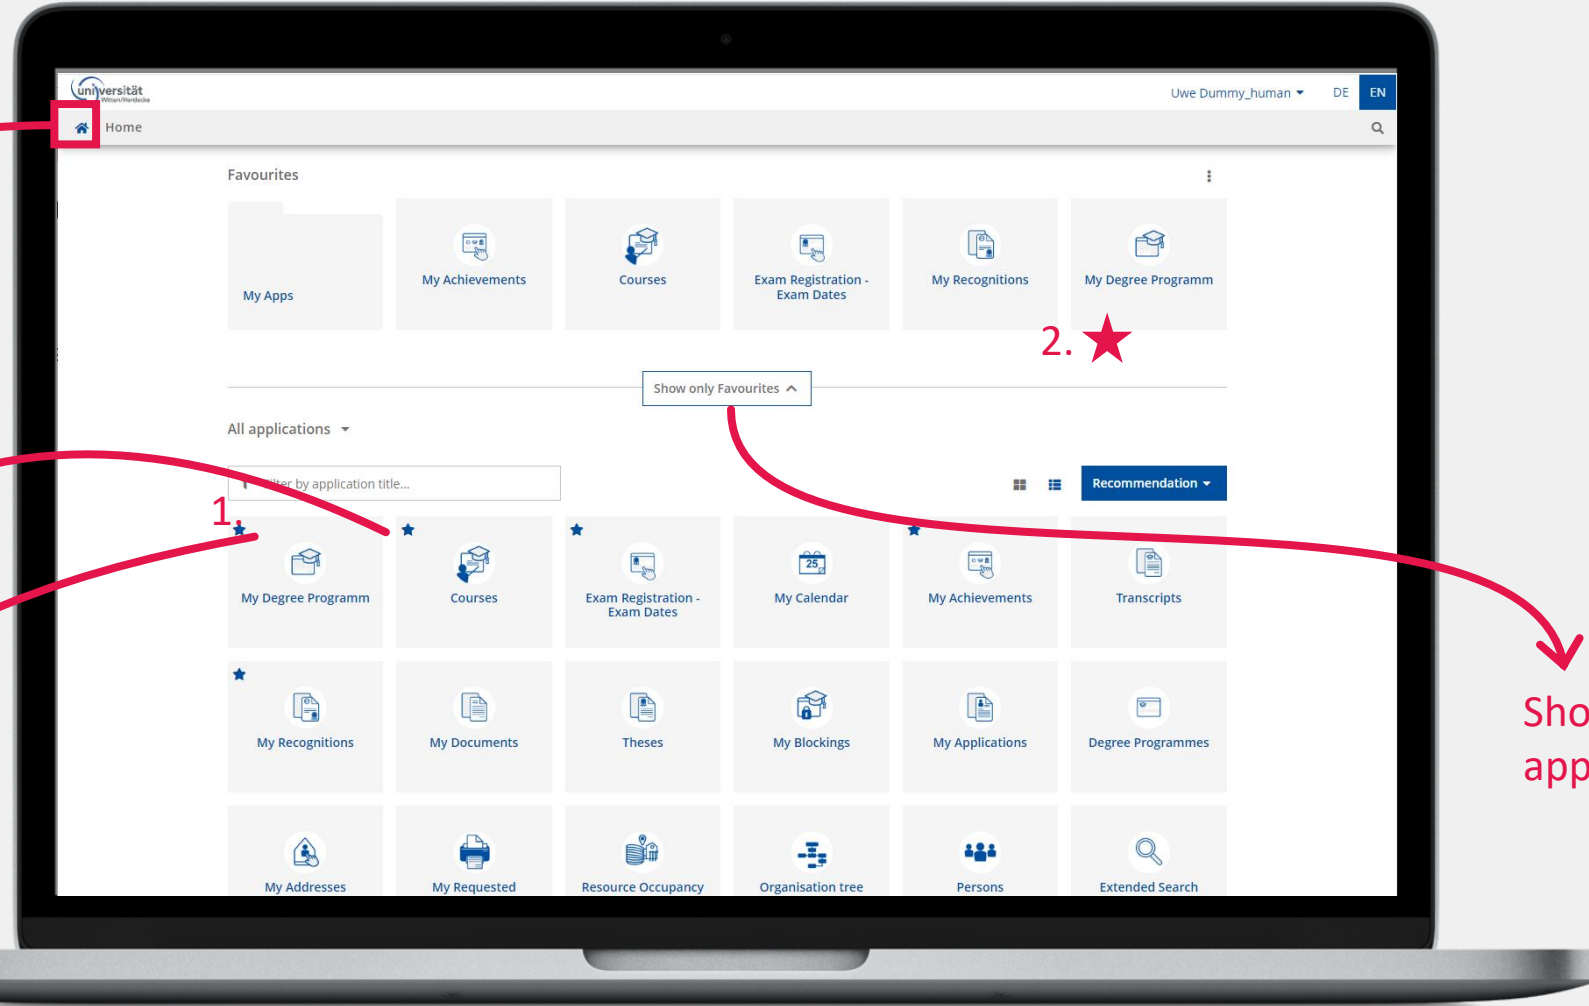 universität
Witten/Herdecke
Uwe Dummy_human
DE
EN
Home
Favourites
My Apps
My Achievements
Courses
Exam Registration -
Exam Dates
My Recognitions
My Degree Programm
2.
Show only Favourites
All applications
by application title...
Recommendation
1.
My Degree Programm
Courses
Exam Registration -
Exam Dates
25
My Calendar
My Achievements
Transcripts
My Recognitions
My Documents
Theses
My Blockings
My Applications
Degree Programmes
Sho
app
My Addresses
My Requested
Resource Occupancy
Organisation tree
Persons
Extended Search